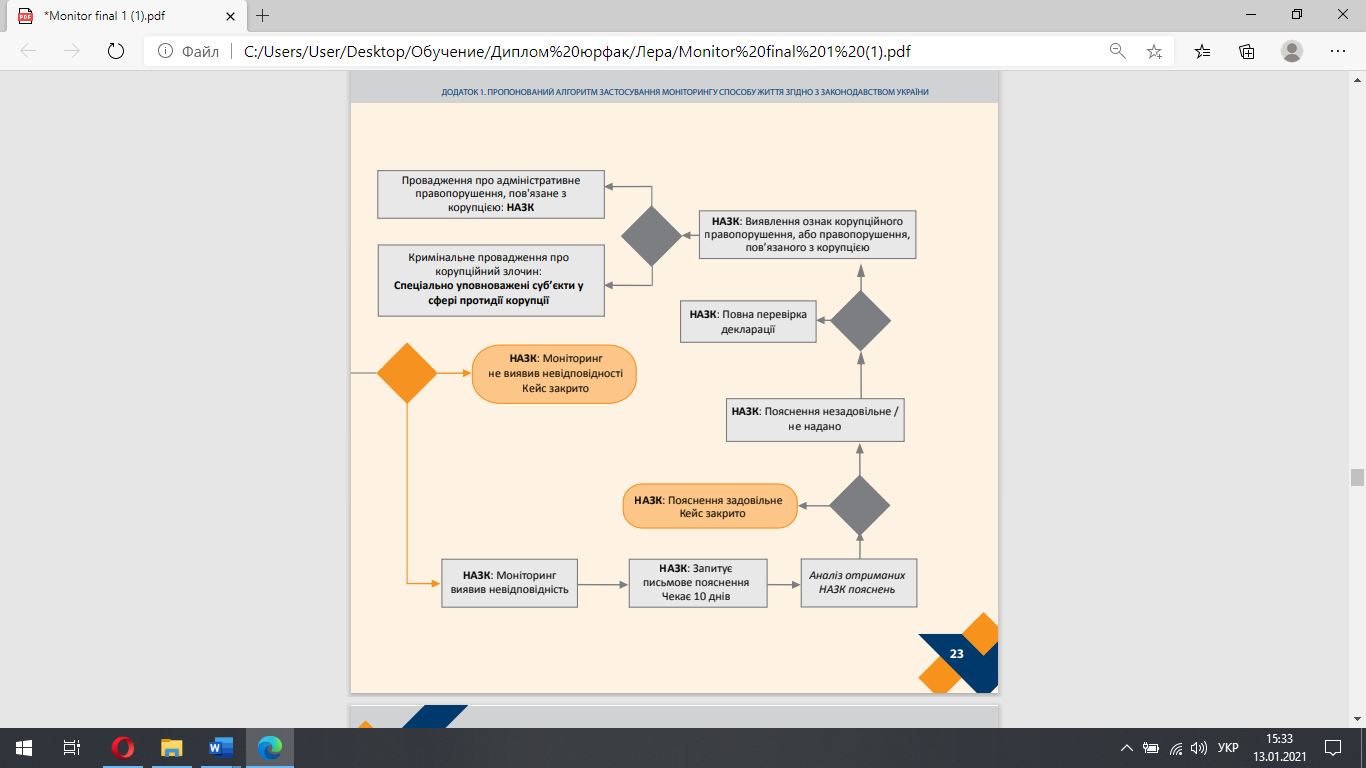 *Monitor final 1 (1).pdf
Файл
C:/Users/User/Desktop/Обучение/Диплом%20юрфак/Лера/Monitor%20final%201%20(1).pdf
ДОДАТОК 1. ПРОПОНОВАНИЙ АЛГОРИТМ ЗАСТОСУВАННЯ МОНІТОРИНГУ СПОСОБУ ЖИТТЯ ЗГІДНО З ЗАКОНОДАВСТВОМ УКРАЇНИ
Провадження про адміністративне
правопорушення, пов'язане з
корупцією: НАЗК
НАЗК: Виявлення ознак корупційного
правопорушення, або правопорушення,
пов’язаного з корупцією
Кримінальне провадження про
корупційний злочин:
Спеціально уповноважені суб’єкти у
сфері протидії корупції
НАЗК: Повна перевірка
декларації
НАЗК: Моніторинг
не виявив невідповідності
Кейс закрито
НАЗК: Пояснення незадовільне /
не надано
НАЗК: Пояснення задовільне
Кейс закрито
НАЗК: Моніторинг
виявив невідповідність
НАЗК: Запитує
письмове пояснення
Чекає 10 днів
Аналіз отриманих
НАЗК пояснень
23
УКР
15:33
13.01.2021